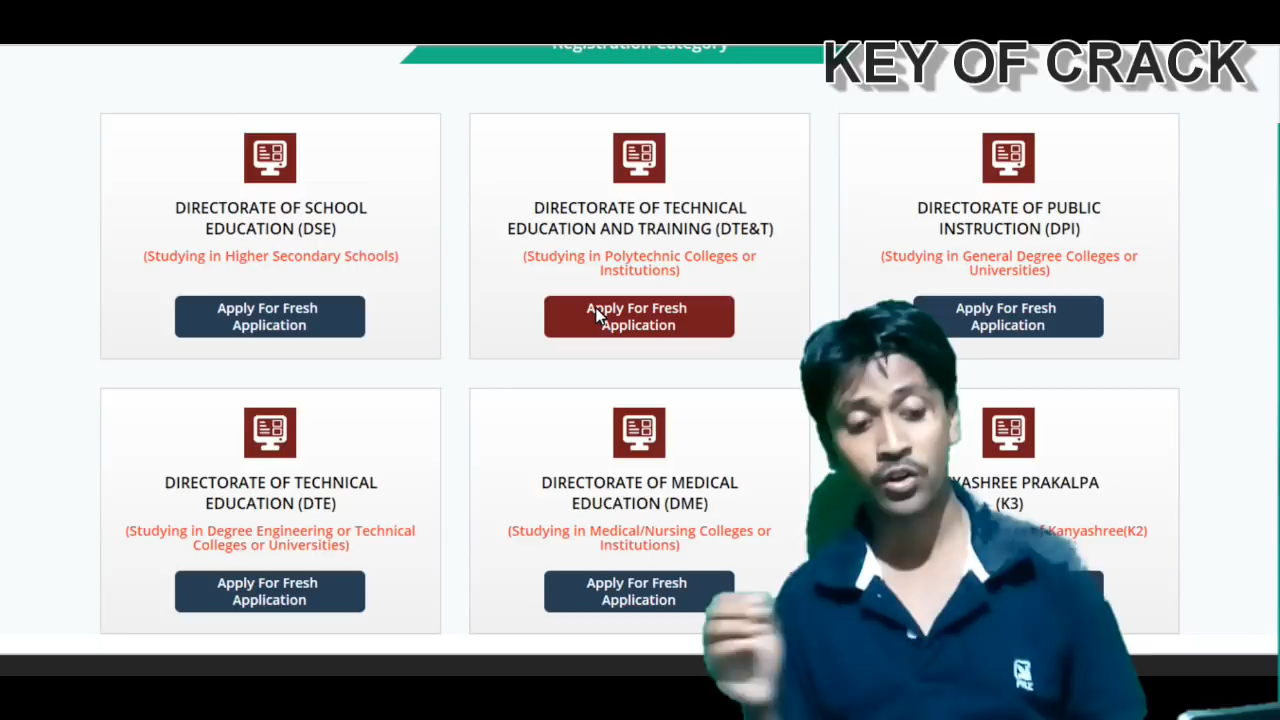 Registration Category
KEY OF CRACK
DIRECTORATE OF SCHOOL
EDUCATION (DSE)
(Studying in Higher Secondary Schools)
Apply For Fresh
Application
DIRECTORATE OF TECHNICAL
EDUCATION AND TRAINING (DTE&T)
(Studying in Polytechnic Colleges or
Institutions)
Apply For Fresh
Application
DIRECTORATE OF PUBLIC
INSTRUCTION (DPI)
(Studying in General Degree Colleges or
Universities)
Apply For Fresh
Application
DIRECTORATE OF TECHNICAL
EDUCATION (DTE)
(Studying in Degree Engineering or Technical
Colleges or Universities)
Apply For Fresh
Application
DIRECTORATE OF MEDICAL
EDUCATION (DME)
(Studying in Medical/Nursing Colleges or
Institutions)
Apply For Fresh
Application
YASHREE PRAKALPA
(K3)
of Kanyashree(K2)